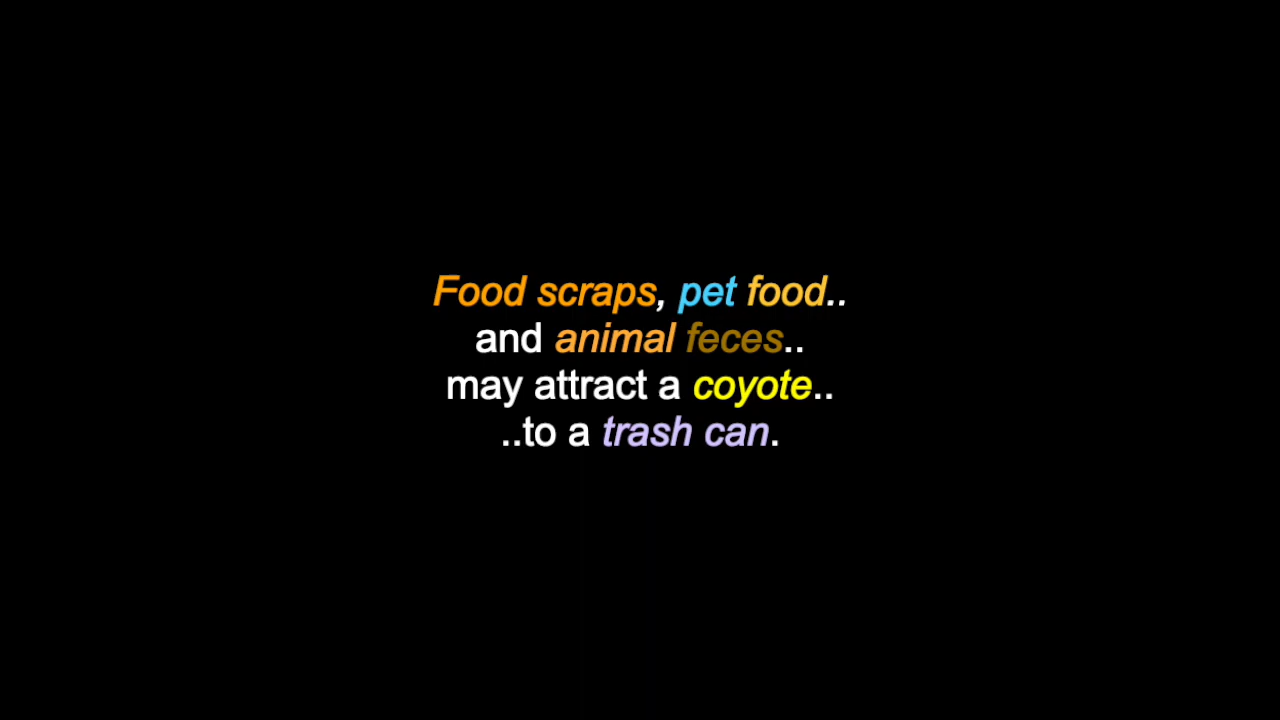 Food scraps, pet food..
and animal feces..
may attract a coyote..
..to a trash can.